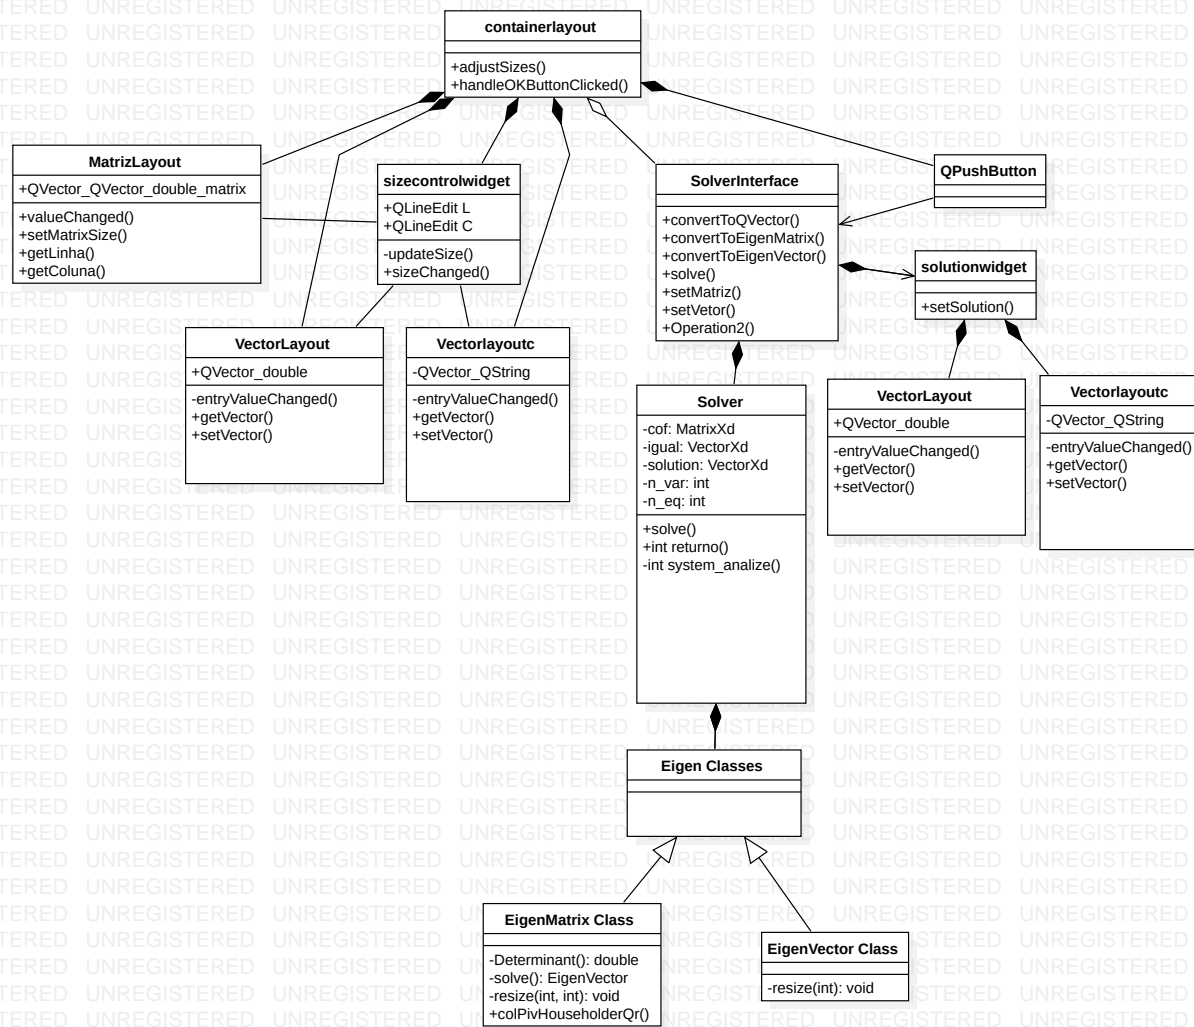 containerlayout
+adjustSizes()
+handleOKButtonClicked()
MatrizLayout
+QVector_QVector_double_matrix
+valueChanged()
+setMatrixSize()
+getLinha()
+getColuna()
sizecontrolwidget
+QLineEdit L
+QLineEdit C
-updateSize()
+sizeChanged()
SolverInterface
+convertToQVector()
+convertToEigenMatrix()
+convertToEigenVector()
+solve()
+setMatriz()
+setVetor()
+Operation2()
QPushButton
solutionwidget
+setSolution()
VectorLayout
+QVector_double
-entryValueChanged()
+getVector()
+setVector()
Vectorlayoutc
-QVector_QString
-entryValueChanged()
+getVector()
+setVector()
Solver
-cof: MatrixXd
-igual: VectorXd
-solution: VectorXd
-n_var: int
-n_eq: int
+solve()
+int returno()
-int system_analize()
VectorLayout
+QVector_double
-entryValueChanged()
+getVector()
+setVector()
Vectorlayoutc
-QVector_QString
-entryValueChanged()
+getVector()
+setVector()
Eigen Classes
EigenMatrix Class
-Determinant(): double
-solve(): EigenVector
-resize(int, int): void
+colPivHouseholderQr()
EigenVector Class
-resize(int): void
UNREGISTERED